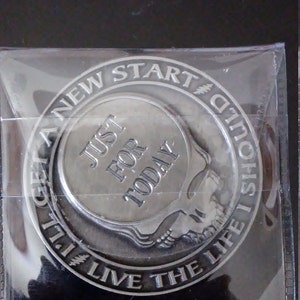 GET A NEW START
I'LL LIVE THE LIFE I SHOULD
JUST
FOR
TODAY